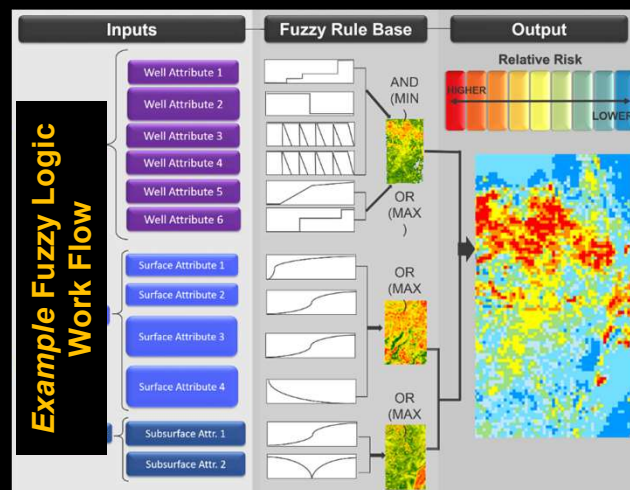 Inputs
Fuzzy Rule Base
Output
Example Fuzzy Logic
Work Flow
Well Attribute 1
Well Attribute 2
Well Attribute 3
Well Attribute 4
Well Attribute 5
Well Attribute 6
Surface Attribute 1
Surface Attribute 2
Surface Attribute 3
Surface Attribute 4
Subsurface Attr. 1
Subsurface Attr. 2
AND
(MIN
)
OR
(MAX
)
OR
(MAX
)
OR
(MAX
)
Relative Risk
HIGHER
LOWER